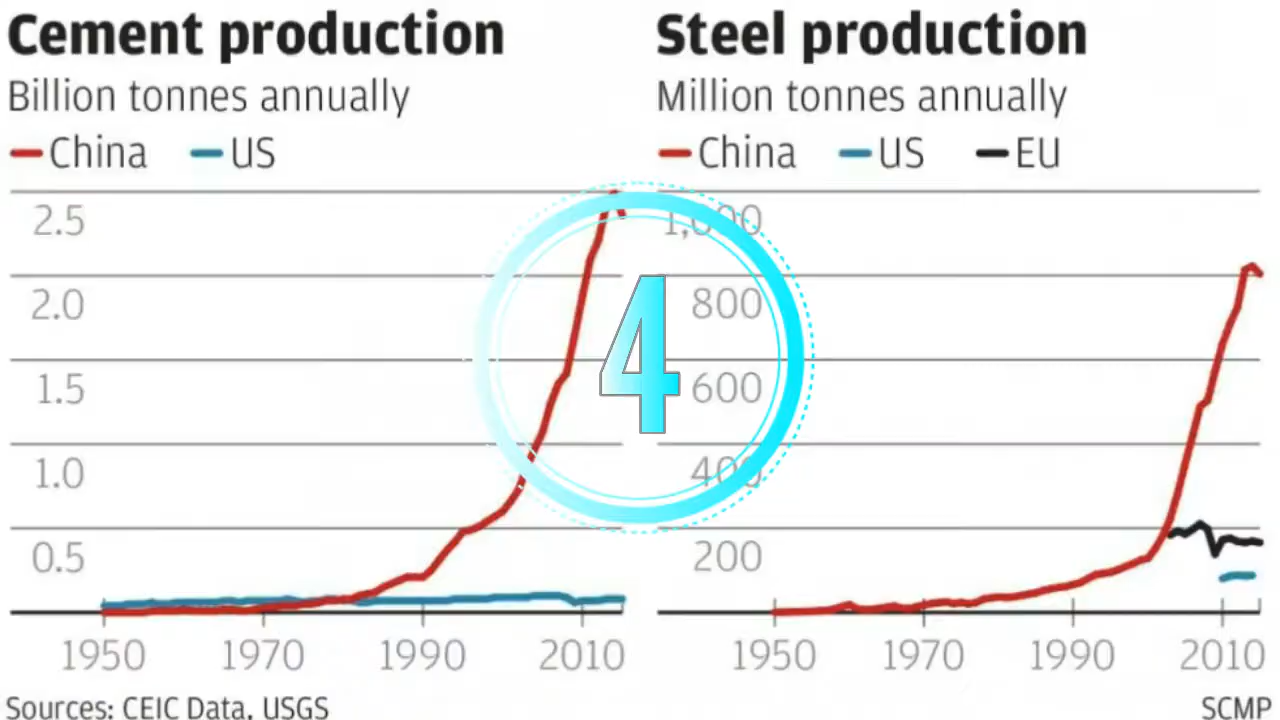 Cement production
Billion tonnes annually
China US
2.5
2.0
1.5
1.0
0.5
1950 1970 1990 2010
Steel production
Million tonnes annually
China US EU
1,000
800
600
400
200
1950 1970 1990 2010
4
Sources: CEIC Data, USGS
SCMP